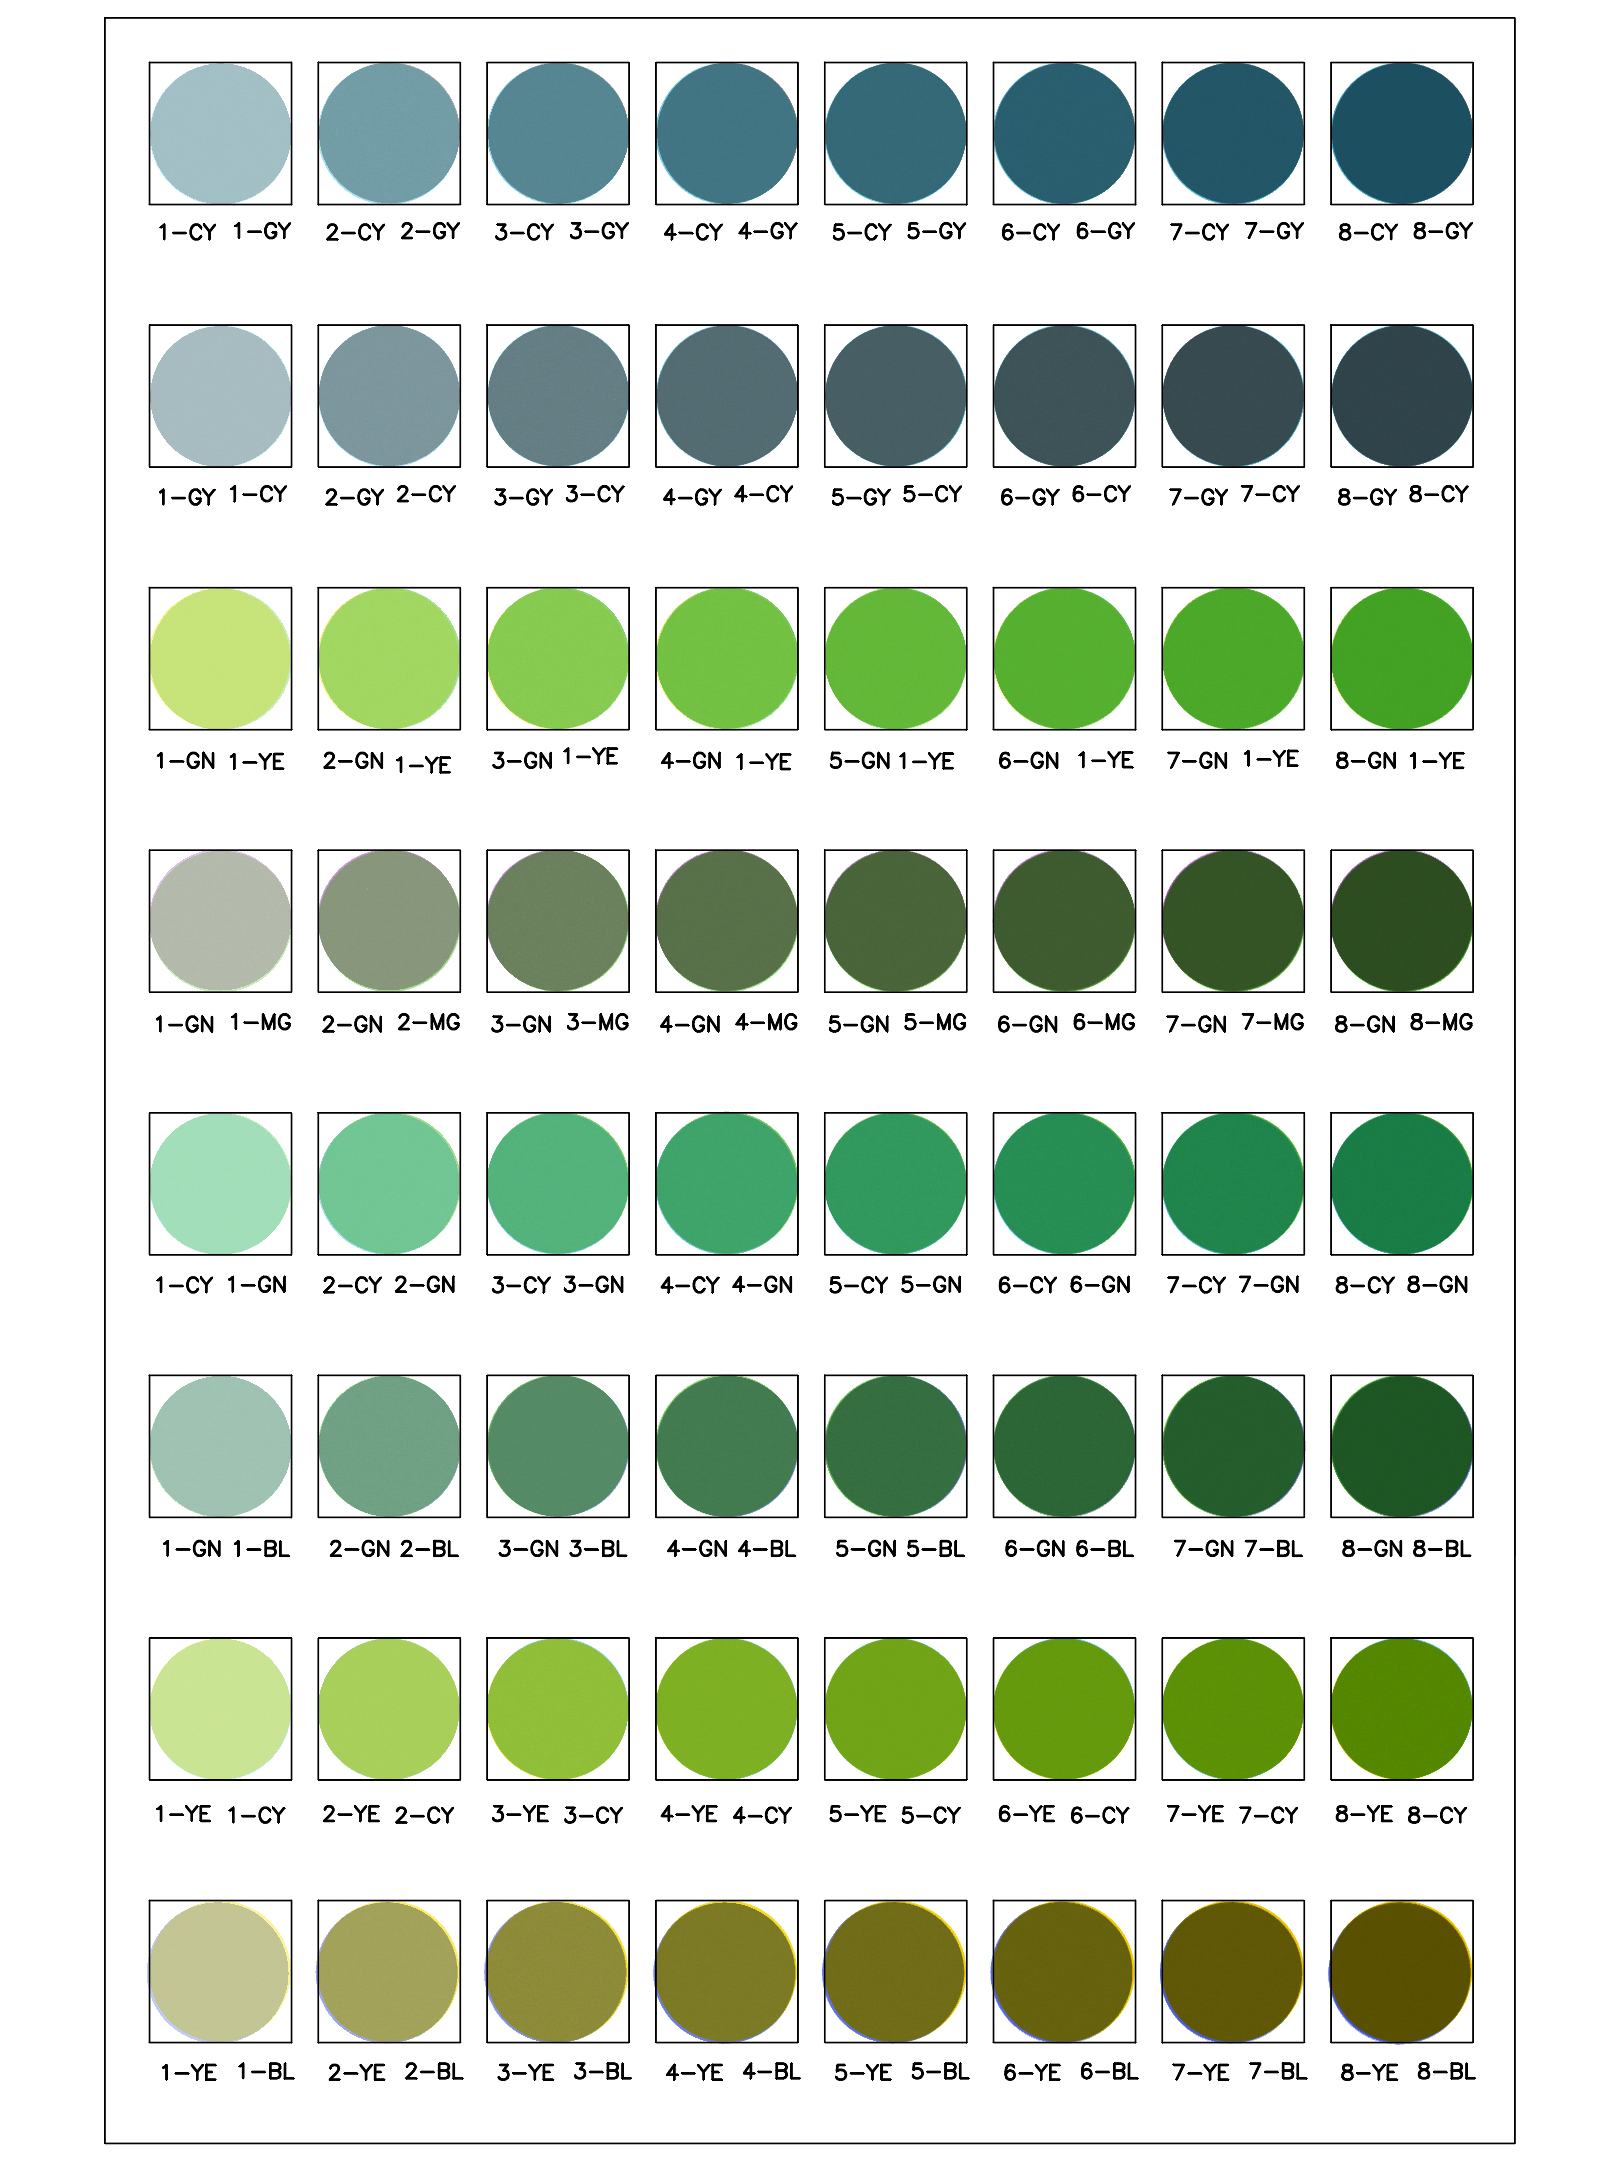 1-CY 1-GY 2-CY 2-GY 3-CY 3-GY 4-CY 4-GY 5-CY 5-GY 6-CY 6-GY 7-CY 7-GY 8-CY 8-GY
1-GY 1-CY 2-GY 2-CY 3-GY 3-CY 4-GY 4-CY 5-GY 5-CY 6-GY 6-CY 7-GY 7-CY 8-GY 8-CY
1-GN 1-YE 2-GN 1-YE 3-GN 1-YE 4-GN 1-YE 5-GN 1-YE 6-GN 1-YE 7-GN 1-YE 8-GN 1-YE
1-GN 1-MG 2-GN 2-MG 3-GN 3-MG 4-GN 4-MG 5-GN 5-MG 6-GN 6-MG 7-GN 7-MG 8-GN 8-MG
1-CY 1-GN 2-CY 2-GN 3-CY 3-GN 4-CY 4-GN 5-CY 5-GN 6-CY 6-GN 7-CY 7-GN 8-CY 8-GN
1-GN 1-BL 2-GN 2-BL 3-GN 3-BL 4-GN 4-BL 5-GN 5-BL 6-GN 6-BL 7-GN 7-BL 8-GN 8-BL
1-YE 1-CY 2-YE 2-CY 3-YE 3-CY 4-YE 4-CY 5-YE 5-CY 6-YE 6-CY 7-YE 7-CY 8-YE 8-CY
1-YE 1-BL 2-YE 2-BL 3-YE 3-BL 4-YE 4-BL 5-YE 5-BL 6-YE 6-BL 7-YE 7-BL 8-YE 8-BL